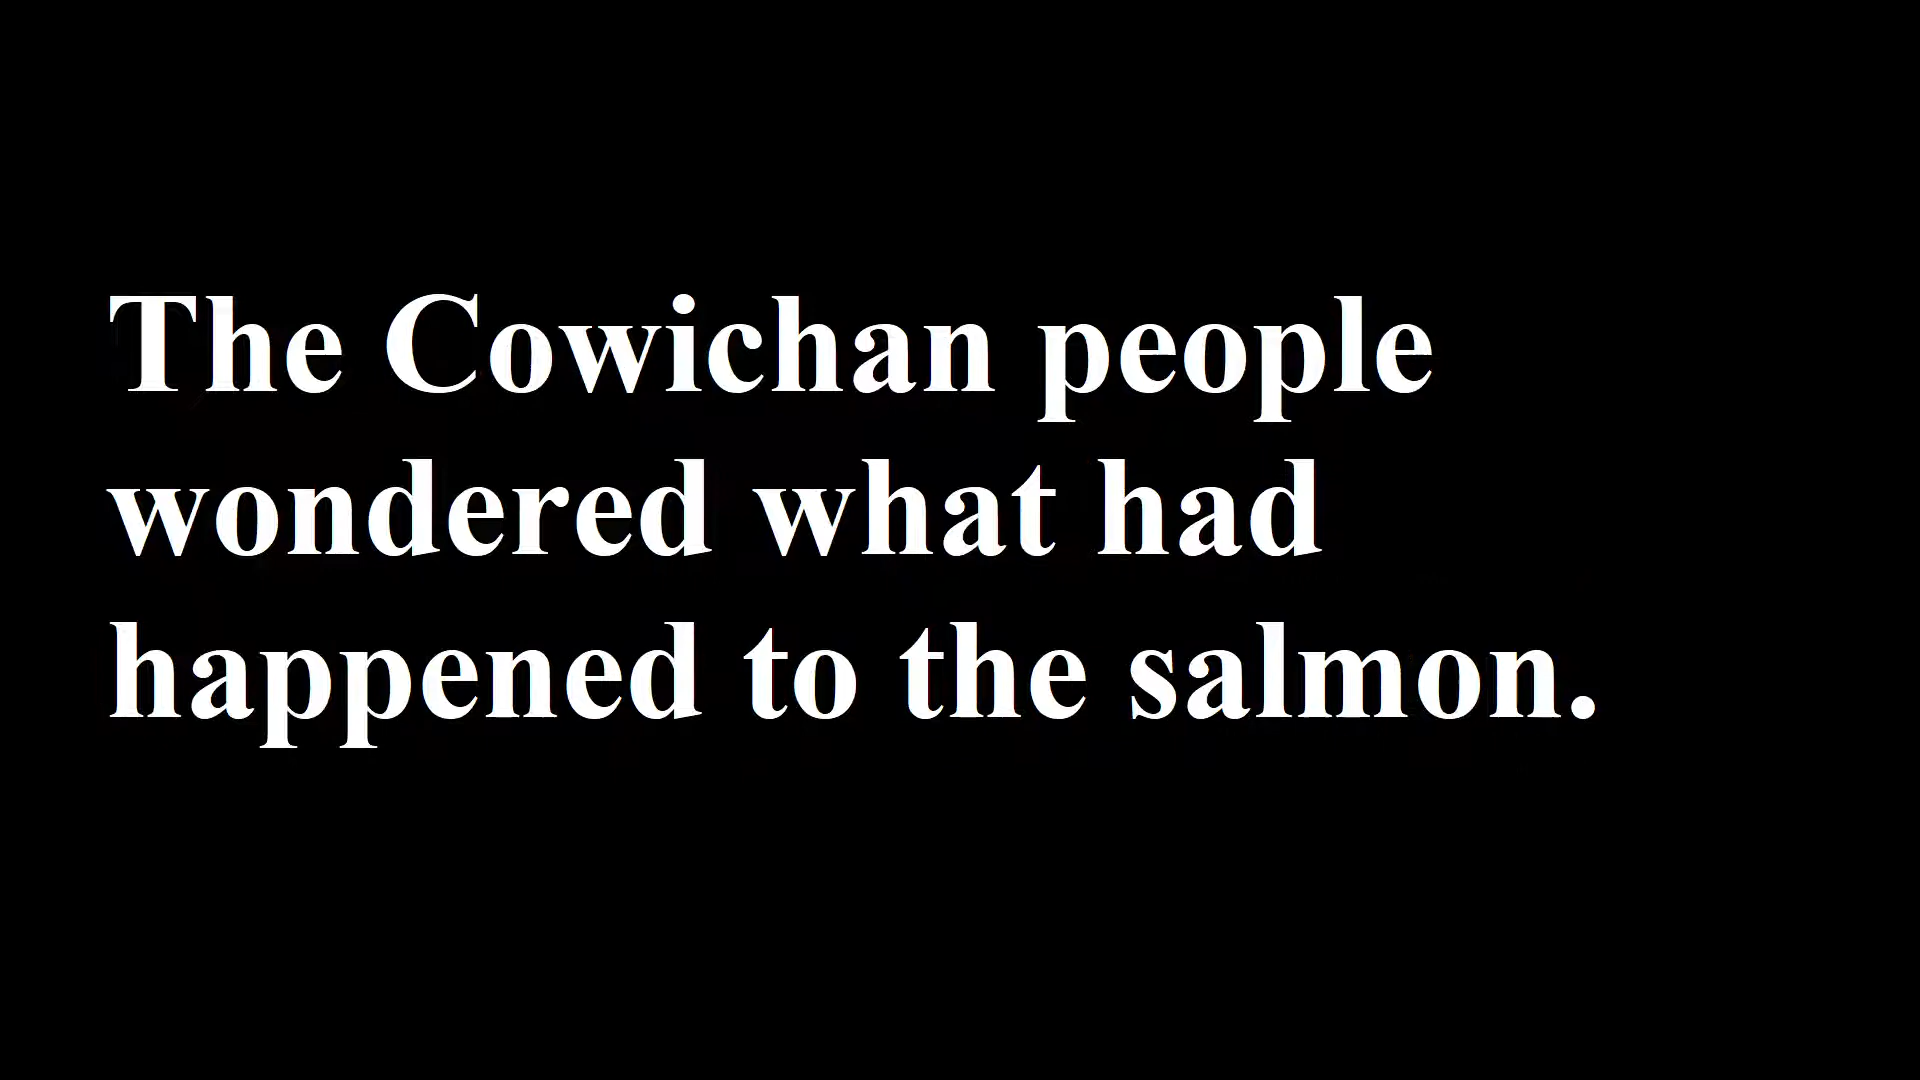 The Cowichan people
wondered what had
happened to the salmon.